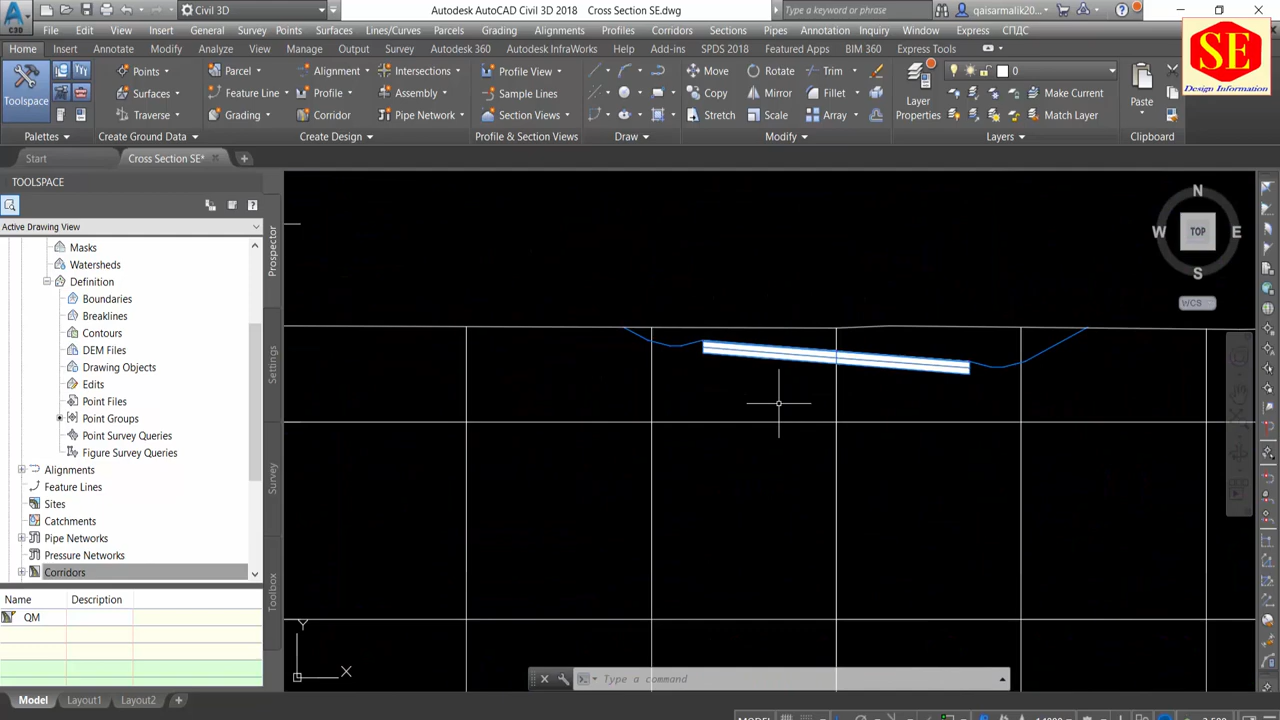 Civil 3D
Autodesk AutoCAD Civil 3D 2018 Cross Section SE.dwg
Type a keyword or phrase
qaisarmalik20...
File Edit View Insert General Survey Points Surfaces Lines/Curves Parcels Grading Alignments Profiles Corridors Sections Pipes Annotation Inquiry Window Express СПДС
Home Insert Annotate Modify Analyze View Manage Output Survey Autodesk 360 Autodesk InfraWorks Help Add-ins SPDS 2018 Featured Apps BIM 360 Express Tools
SE
Design Information
Toolspace
Points
Surfaces
Traverse
Parcel
Feature Line
Grading
Alignment
Profile
Corridor
Intersections
Assembly
Pipe Network
Profile View
Sample Lines
Section Views
Move
Copy
Stretch
Rotate
Mirror
Scale
Trim
Fillet
Array
Layer
Properties
0
Make Current
Match Layer
Paste
Palettes Create Ground Data Create Design Profile & Section Views Draw Modify Layers Clipboard
Start Cross Section SE*
TOOLSPACE
Active Drawing View
Masks
Watersheds
Definition
Boundaries
Breaklines
Contours
DEM Files
Drawing Objects
Edits
Point Files
Point Groups
Point Survey Queries
Figure Survey Queries
Alignments
Feature Lines
Sites
Catchments
Pipe Networks
Pressure Networks
Corridors
Name Description
QM
Prospector
Settings
Survey
Toolbox
N
W TOP E
S
WCS
Y
X
Type a command
Model Layout1 Layout2